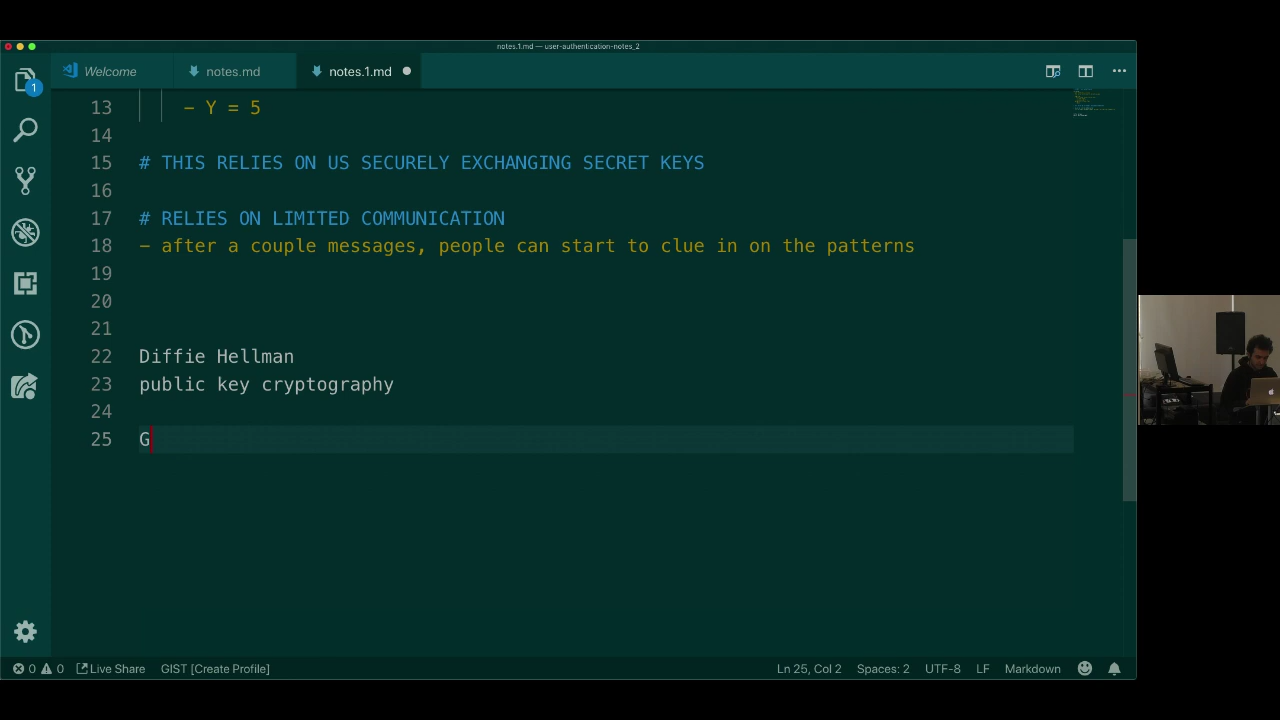 notes.1.md — user-authentication-notes_2
Welcome
notes.md
notes.1.md
1
13 - Y = 5
14
15 # THIS RELIES ON US SECURELY EXCHANGING SECRET KEYS
16
17 # RELIES ON LIMITED COMMUNICATION
18 - after a couple messages, people can start to clue in on the patterns
19
20
21
22 Diffie Hellman
23 public key cryptography
24
25 G
0 0 Live Share GIST [Create Profile] Ln 25, Col 2 Spaces: 2 UTF-8 LF Markdown